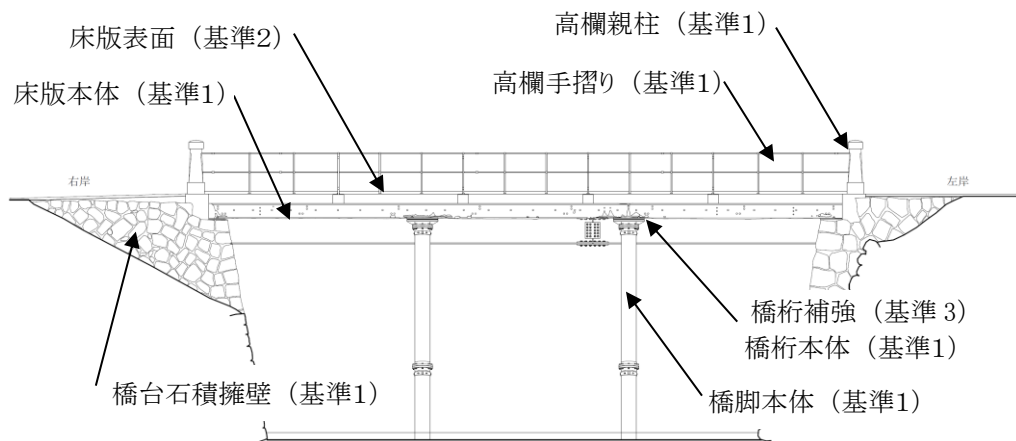 床版表面（基準2）
高欄親柱（基準1）
床版本体（基準1）
高欄手摺り（基準1）
右岸
左岸
橋桁補強（基準 3）
橋桁本体（基準1）
橋台石積擁壁（基準1）
橋脚本体（基準1）